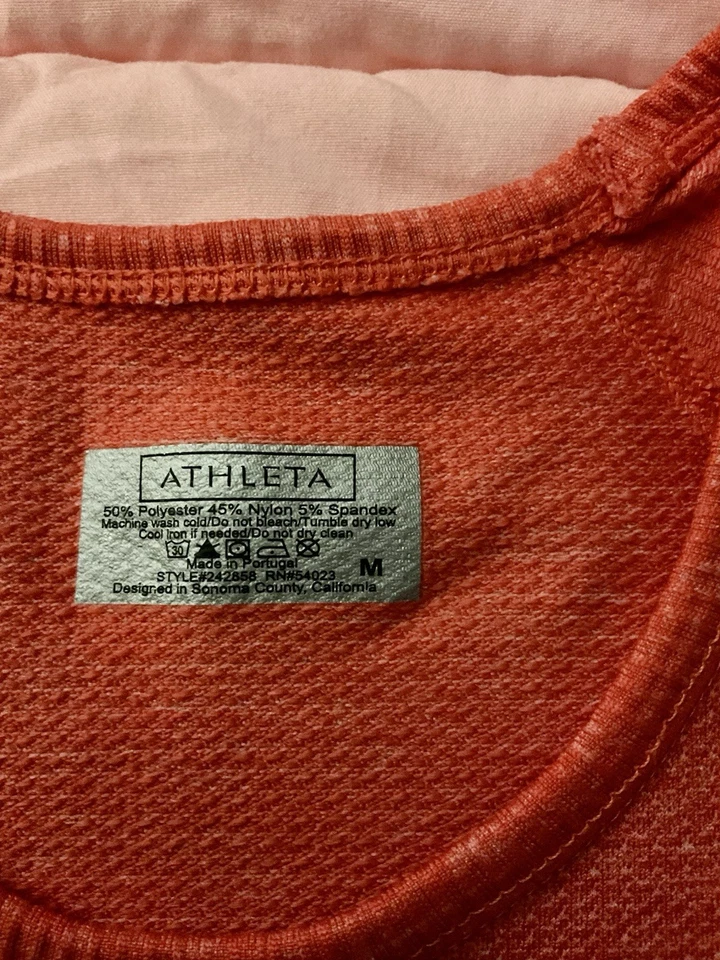 ATHLETA
50% Polyester 45% Nylon 5% Spandex
Machine wash cold/Do not bleach/Tumble dry low
Cool Iron if needed/Do not dry clean
30
Made in Portugal
M
STYLE#242858 RN#54023
Designed in Sonoma County, California